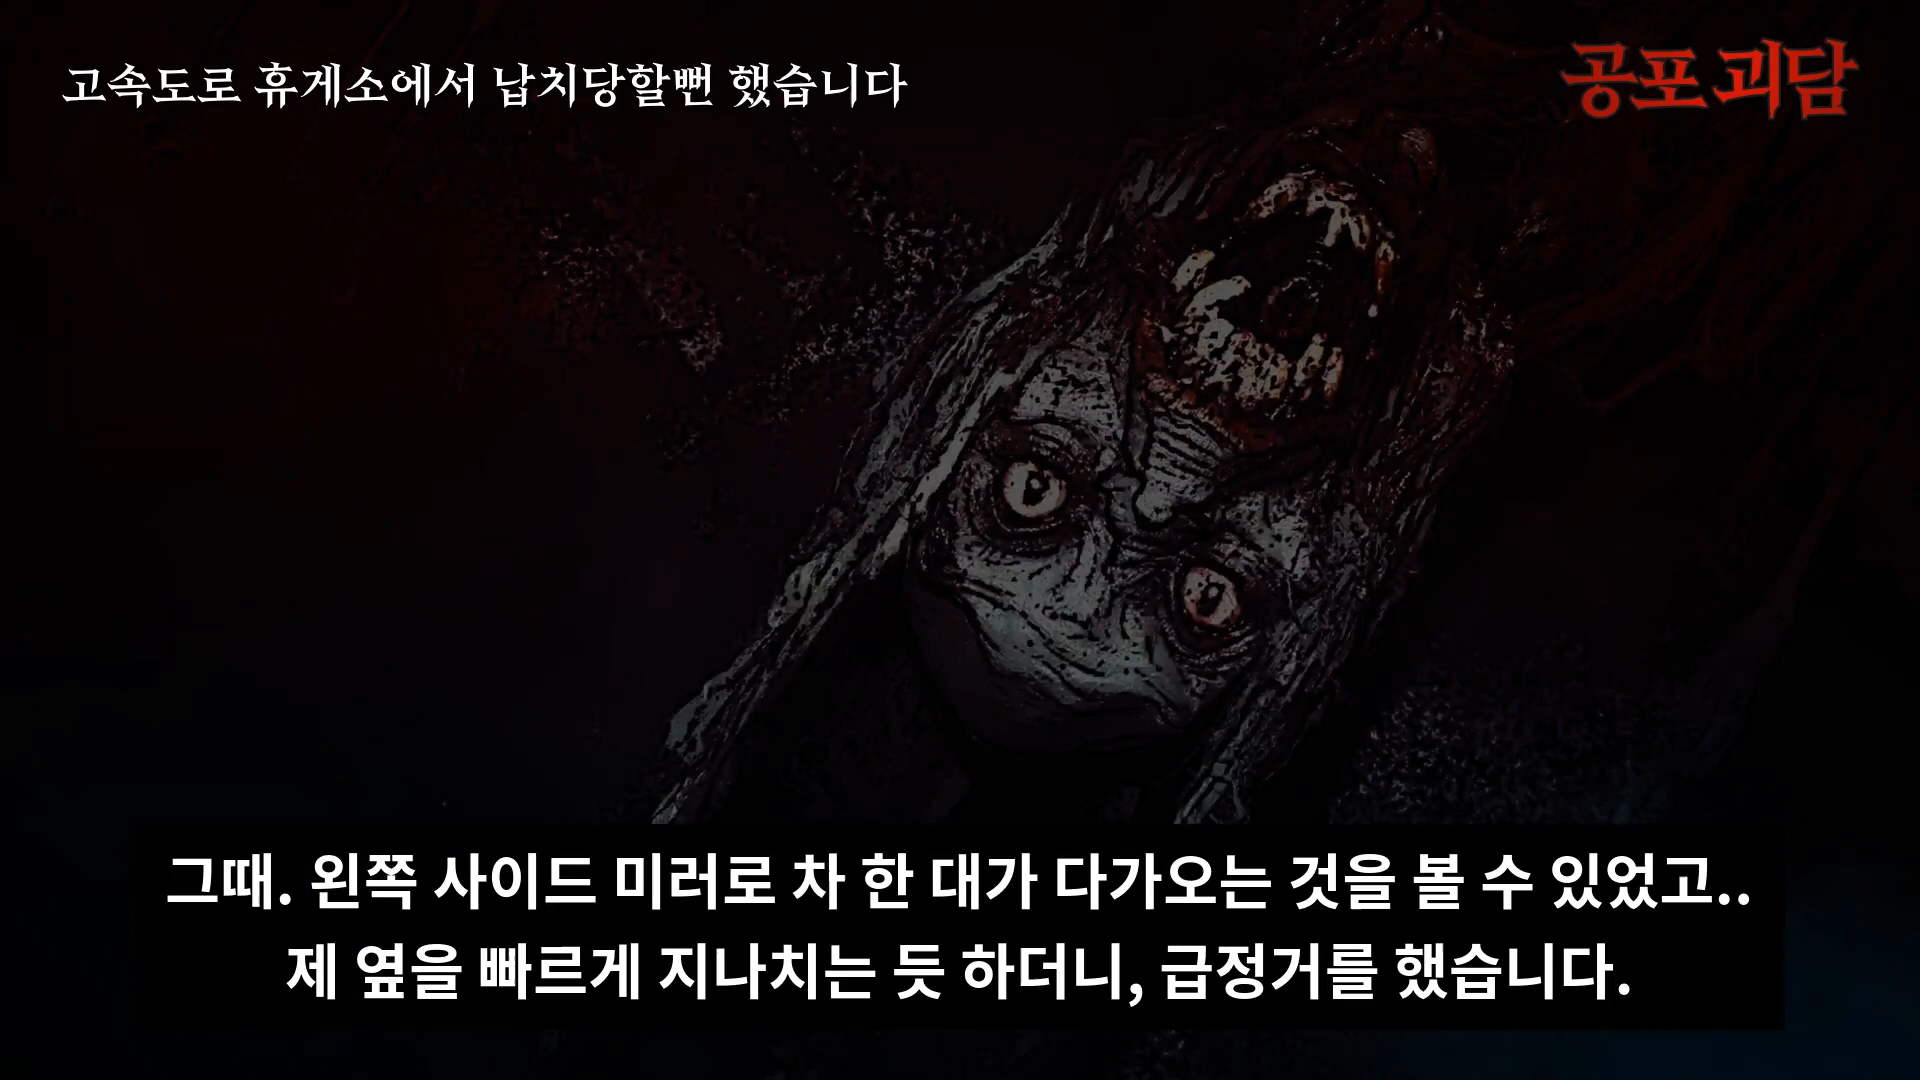 고속도로 휴게소에서 납치당할뻔 했습니다
공포 괴담
그때. 왼쪽 사이드 미러로 차 한 대가 다가오는 것을 볼 수 있었고..
제 옆을 빠르게 지나치는 듯 하더니, 급정거를 했습니다.